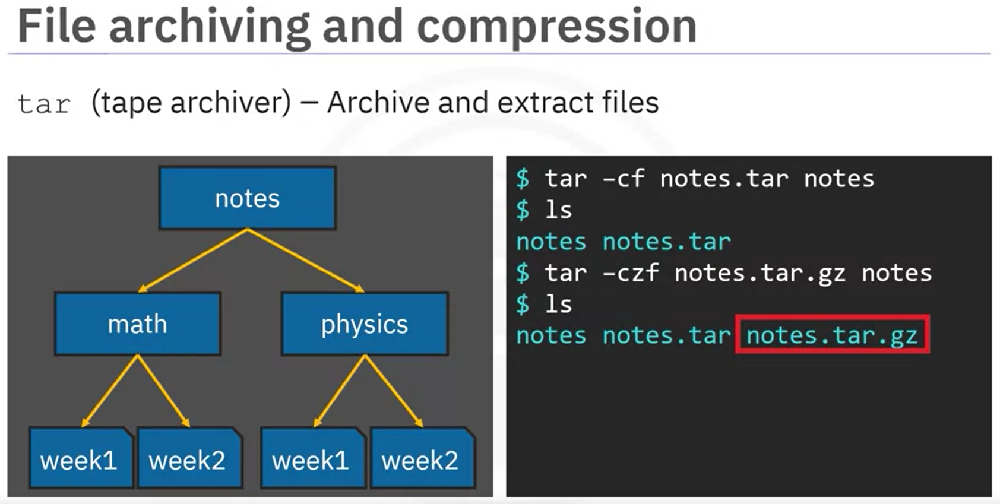 File archiving and compression
tar (tape archiver) – Archive and extract files
notes
math physics
week1 week2 week1 week2
$ tar –cf notes.tar notes
$ ls
notes notes.tar
$ tar –czf notes.tar.gz notes
$ ls
notes notes.tar notes.tar.gz